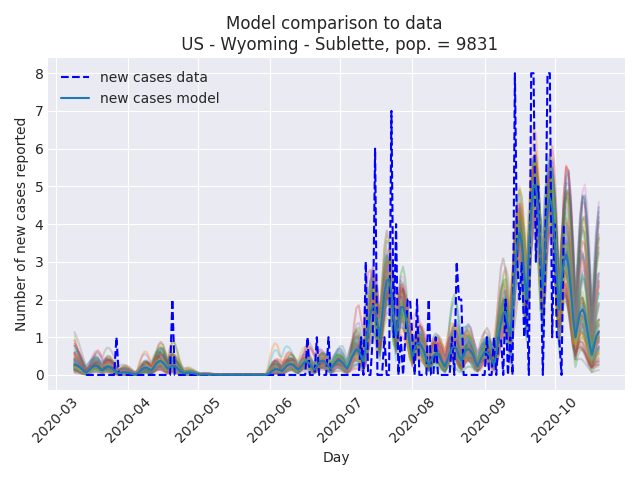 Model comparison to data
US - Wyoming - Sublette, pop. = 9831
new cases data
new cases model
Number of new cases reported
8
7
6
5
4
3
2
1
0
2020-03
2020-04
2020-05
2020-06
2020-07
2020-08
2020-09
2020-10
Day